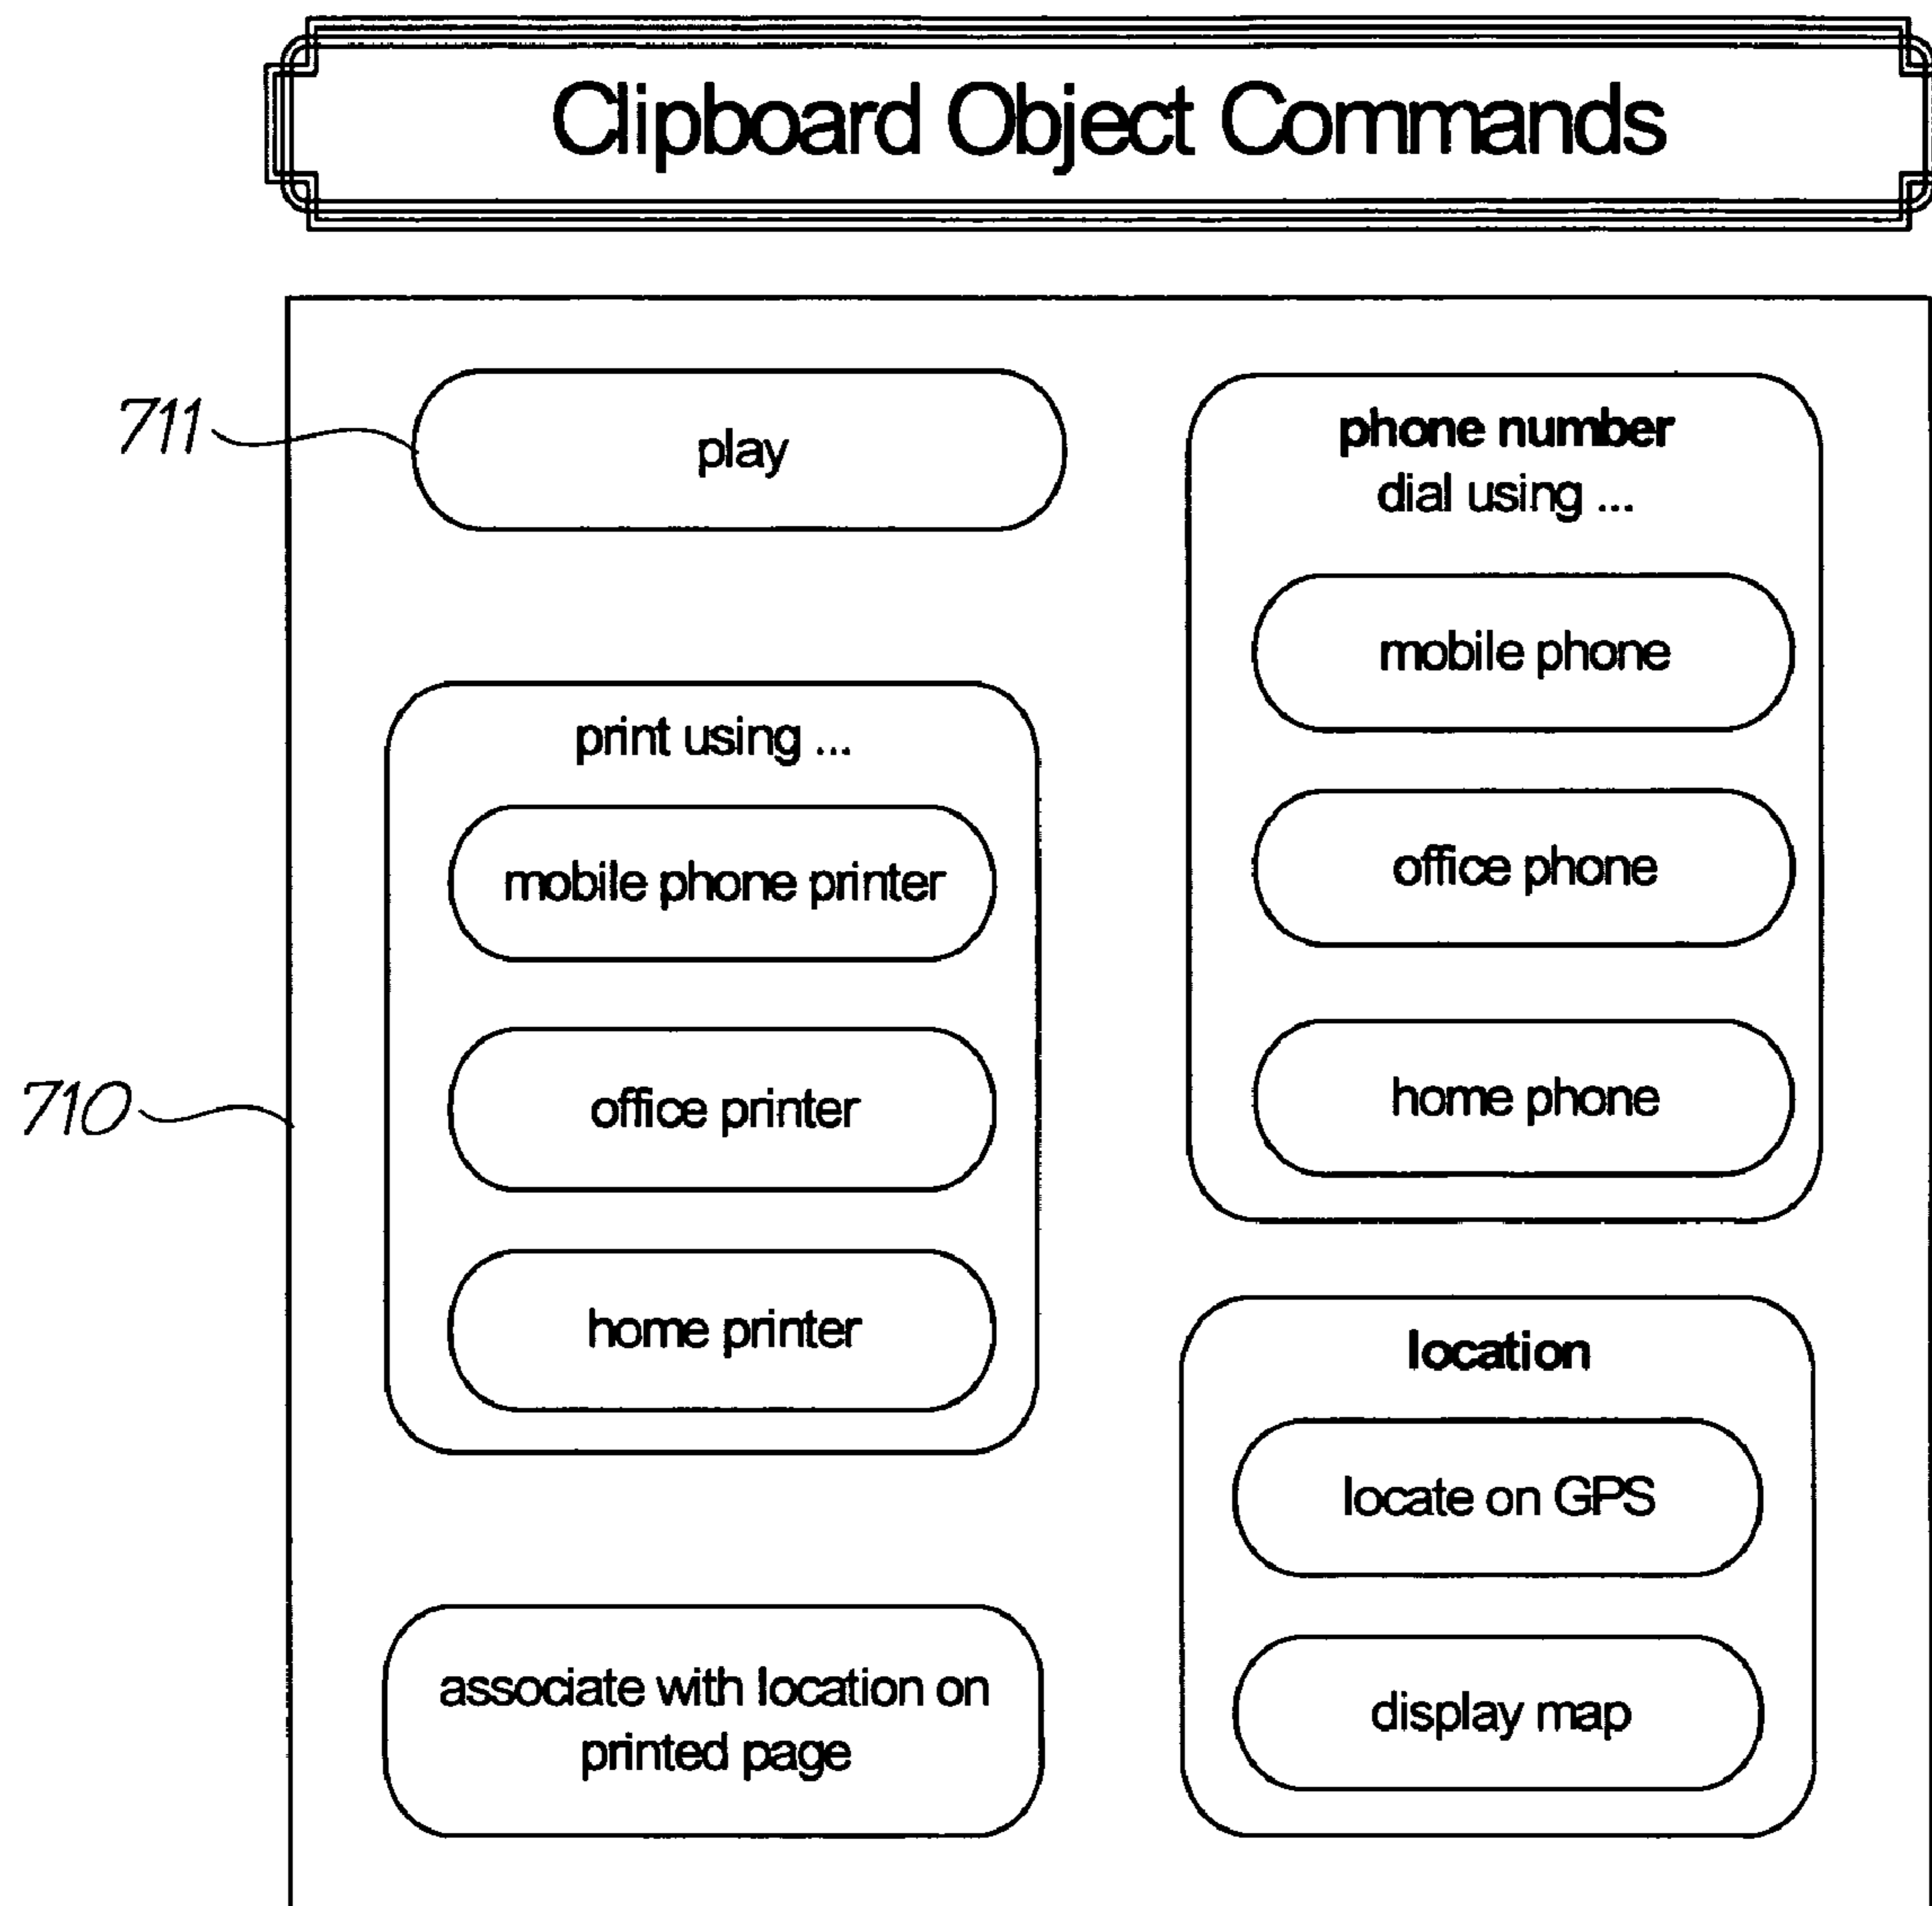 Clipboard Object Commands
711
play
print using ...
mobile phone printer
office printer
home printer
710
associate with location on
printed page
phone number
dial using ...
mobile phone
office phone
home phone
location
locate on GPS
display map